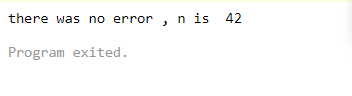 there was no error , n is  42
Program exited.